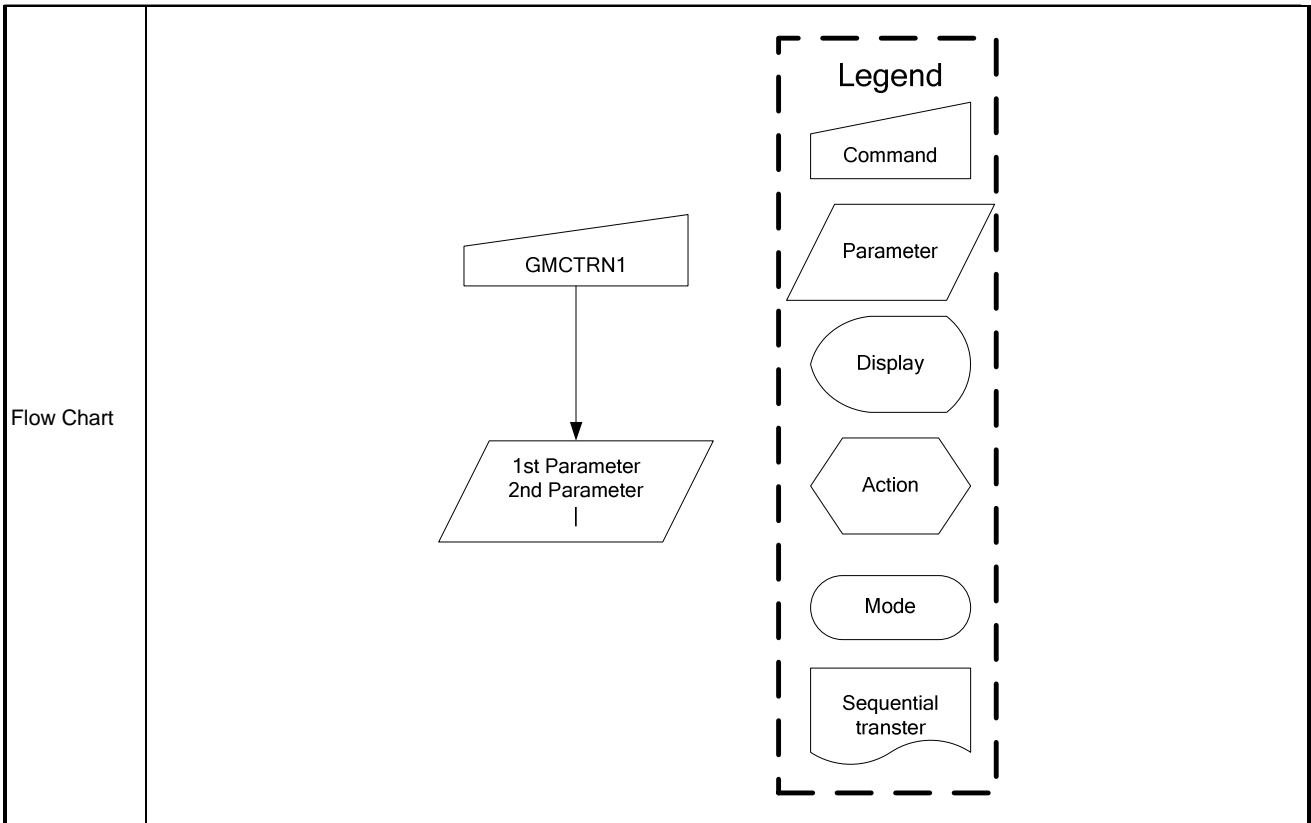 Flow Chart
GMCTRN1
1st Parameter
2nd Parameter
|
Legend
Command
Parameter
Display
Action
Mode
Sequential
transter